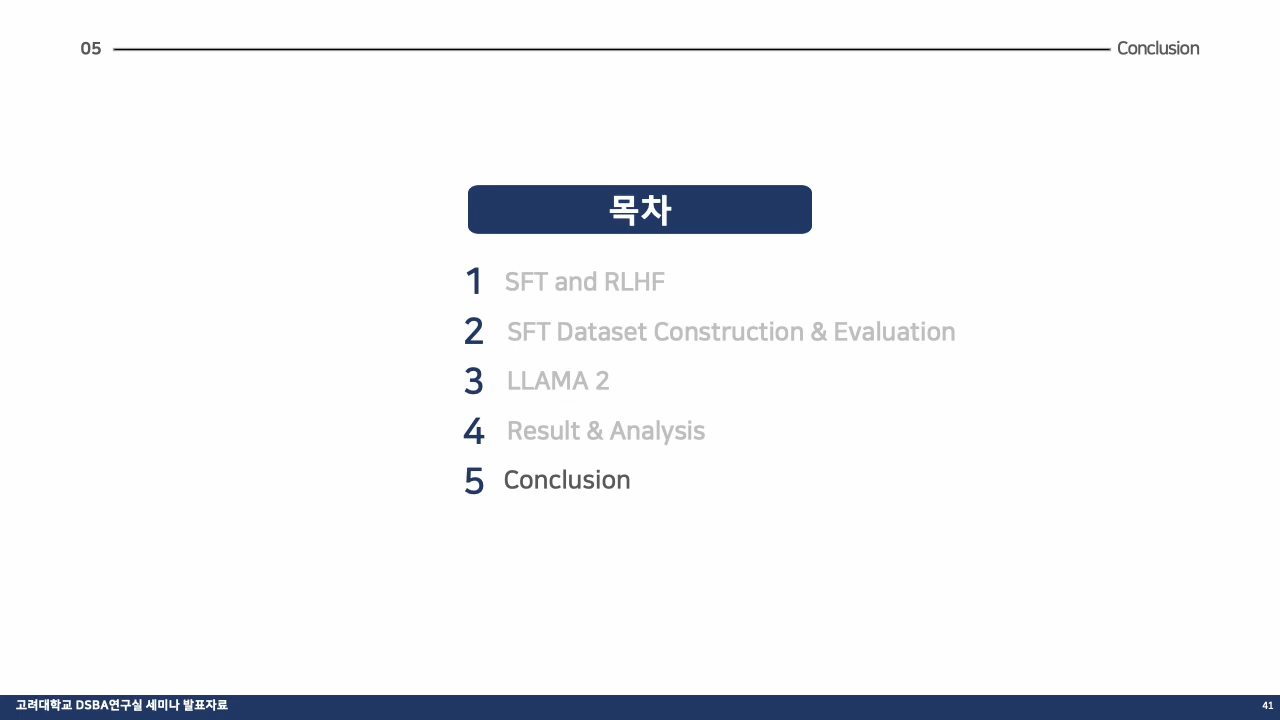 05 Conclusion
목차
1 SFT and RLHF
2 SFT Dataset Construction & Evaluation
3 LLAMA 2
4 Result & Analysis
5 Conclusion
고려대학교 DSBA연구실 세미나 발표자료 41